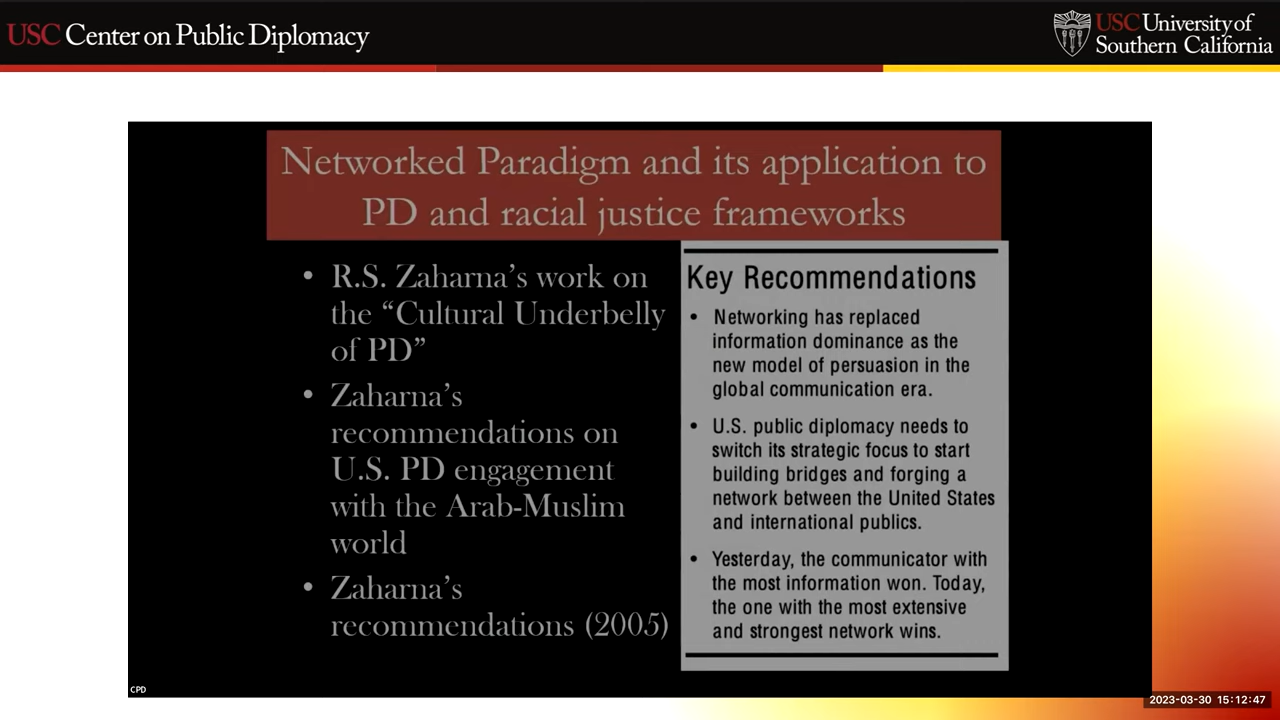 USC Center on Public Diplomacy
USC University of
Southern California
Networked Paradigm and its application to
PD and racial justice frameworks
• R.S. Zaharna’s work on
the “Cultural Underbelly
of PD”
• Zaharna’s
recommendations on
U.S. PD engagement
with the Arab-Muslim
world
• Zaharna’s
recommendations (2005)
Key Recommendations
• Networking has replaced
information dominance as the
new model of persuasion in the
global communication era.
• U.S. public diplomacy needs to
switch its strategic focus to start
building bridges and forging a
network between the United States
and international publics.
• Yesterday, the communicator with
the most information won. Today,
the one with the most extensive
and strongest network wins.
CPD
2023-03-30 15:12:47